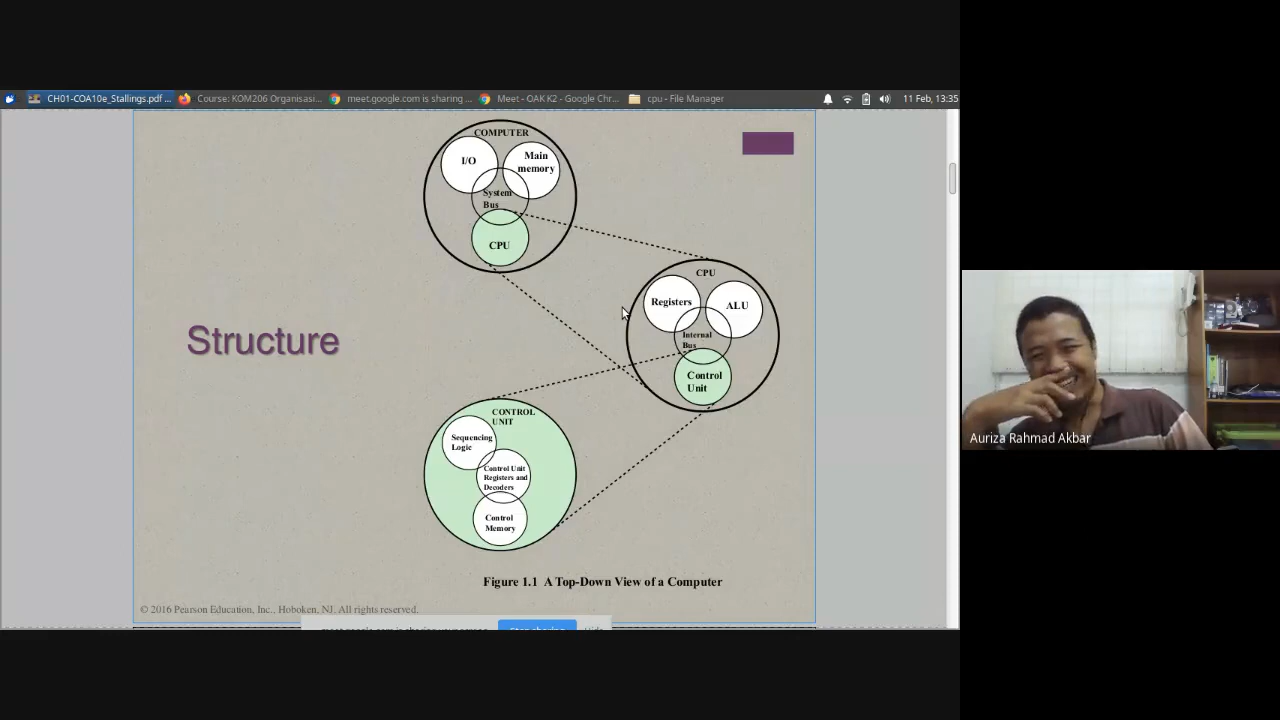 CH01-COA10e_Stallings.pdf ...
Course: KOM206 Organisasi...
meet.google.com is sharing ...
Meet - OAK K2 - Google Chr...
cpu - File Manager
11 Feb, 13:35
COMPUTER
I/O
Main
memory
System
Bus
CPU
CPU
Registers
ALU
Internal
Bus
Control
Unit
Structure
CONTROL
UNIT
Sequencing
Logic
Control Unit
Registers and
Decoders
Control
Memory
Figure 1.1 A Top-Down View of a Computer
© 2016 Pearson Education, Inc., Hoboken, NJ. All rights reserved.
Auriza Rahmad Akbar